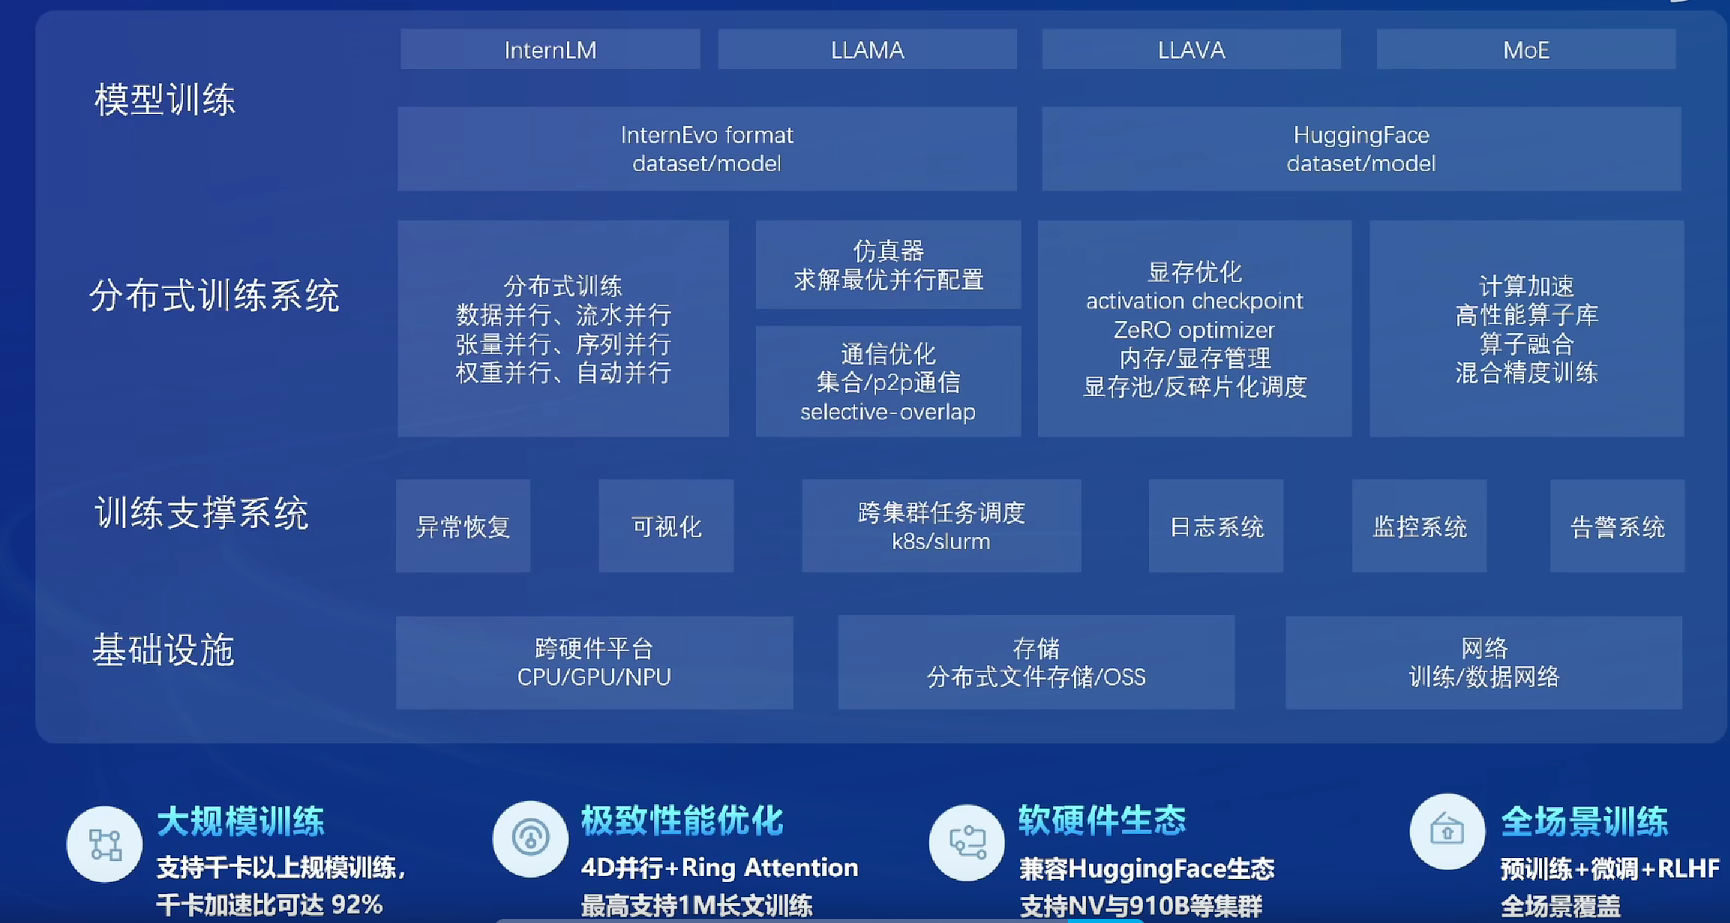 模型训练
InternLM
LLAMA
LLAVA
MoE
InternEvo format
dataset/model
HuggingFace
dataset/model
分布式训练系统
分布式训练
数据并行、流水并行
张量并行、序列并行
权重并行、自动并行
仿真器
求解最优并行配置
通信优化
集合/p2p通信
selective-overlap
显存优化
activation checkpoint
ZeRO optimizer
内存/显存管理
显存池/反碎片化调度
计算加速
高性能算子库
算子融合
混合精度训练
训练支撑系统
异常恢复
可视化
跨集群任务调度
k8s/slurm
日志系统
监控系统
告警系统
基础设施
跨硬件平台
CPU/GPU/NPU
存储
分布式文件存储/OSS
网络
训练/数据网络
大规模训练
支持千卡以上规模训练,
千卡加速比可达 92%
极致性能优化
4D并行+Ring Attention
最高支持1M长文训练
软硬件生态
兼容HuggingFace生态
支持NV与910B等集群
全场景训练
预训练+微调+RLHF
全场景覆盖